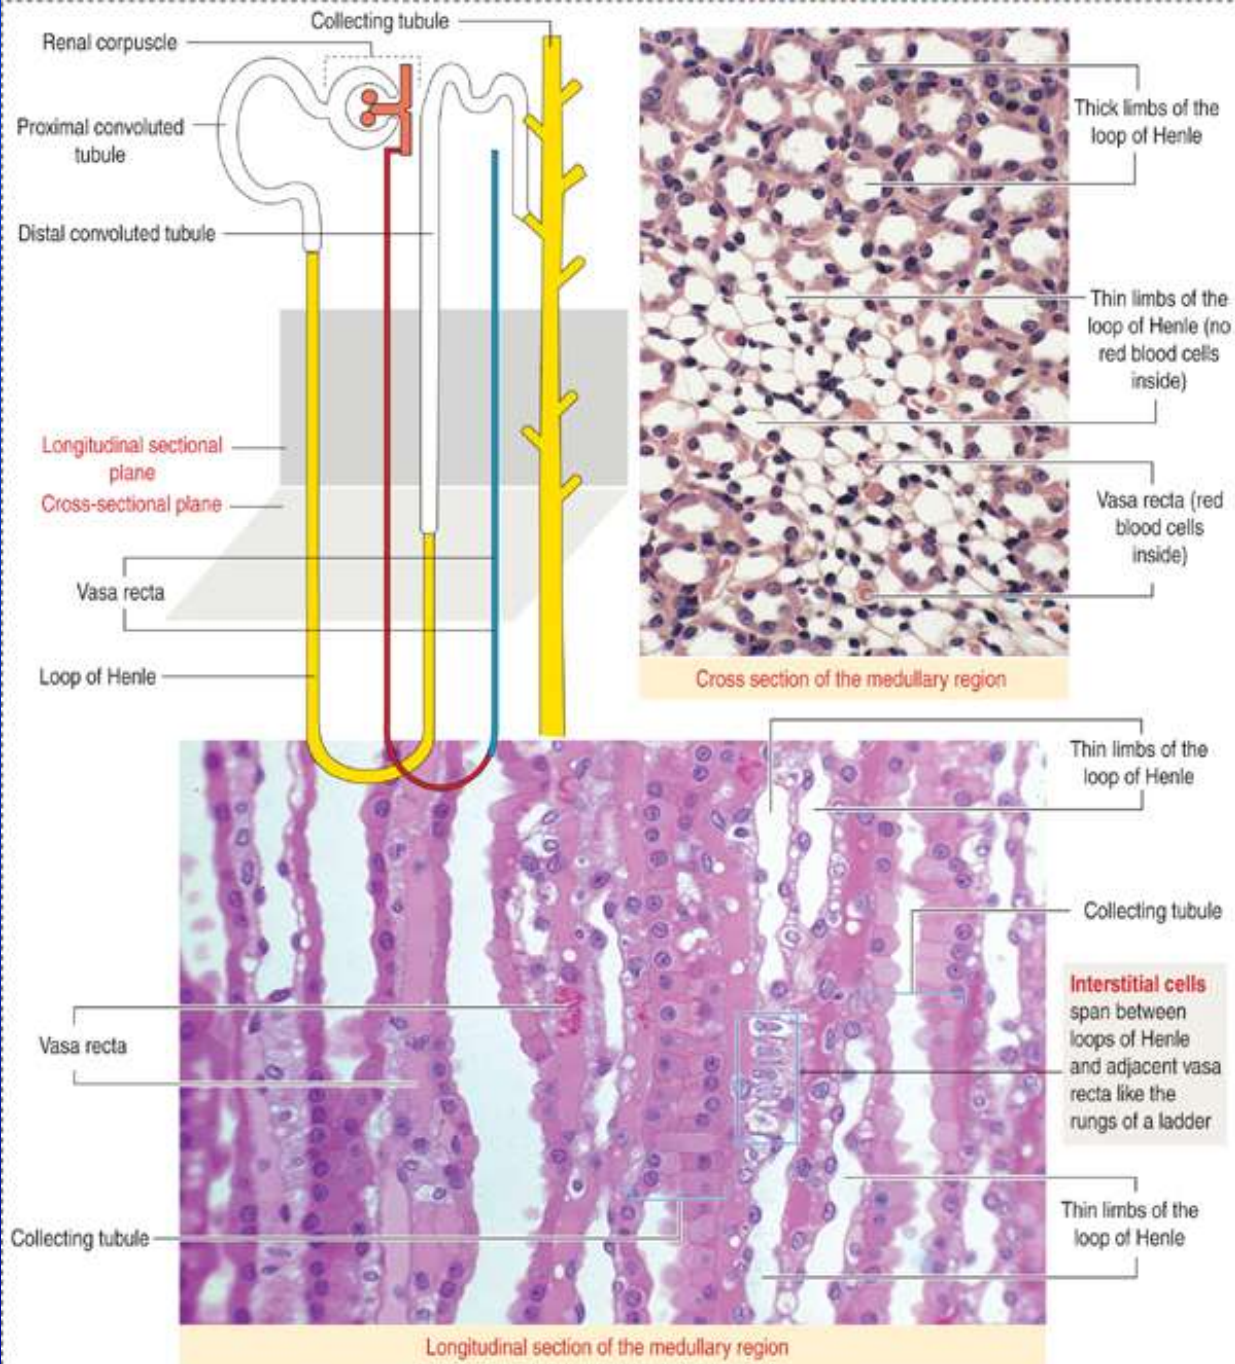 Collecting tubule
Renal corpuscle
Proximal convoluted
tubule
Distal convoluted tubule
Longitudinal sectional
plane
Cross-sectional plane
Vasa recta
Loop of Henle
Thick limbs of the
loop of Henle
Thin limbs of the
loop of Henle (no
red blood cells
inside)
Vasa recta (red
blood cells
inside)
Cross section of the medullary region
Thin limbs of the
loop of Henle
Collecting tubule
Interstitial cells
span between
loops of Henle
and adjacent vasa
recta like the
rungs of a ladder
Vasa recta
Collecting tubule
Thin limbs of the
loop of Henle
Longitudinal section of the medullary region